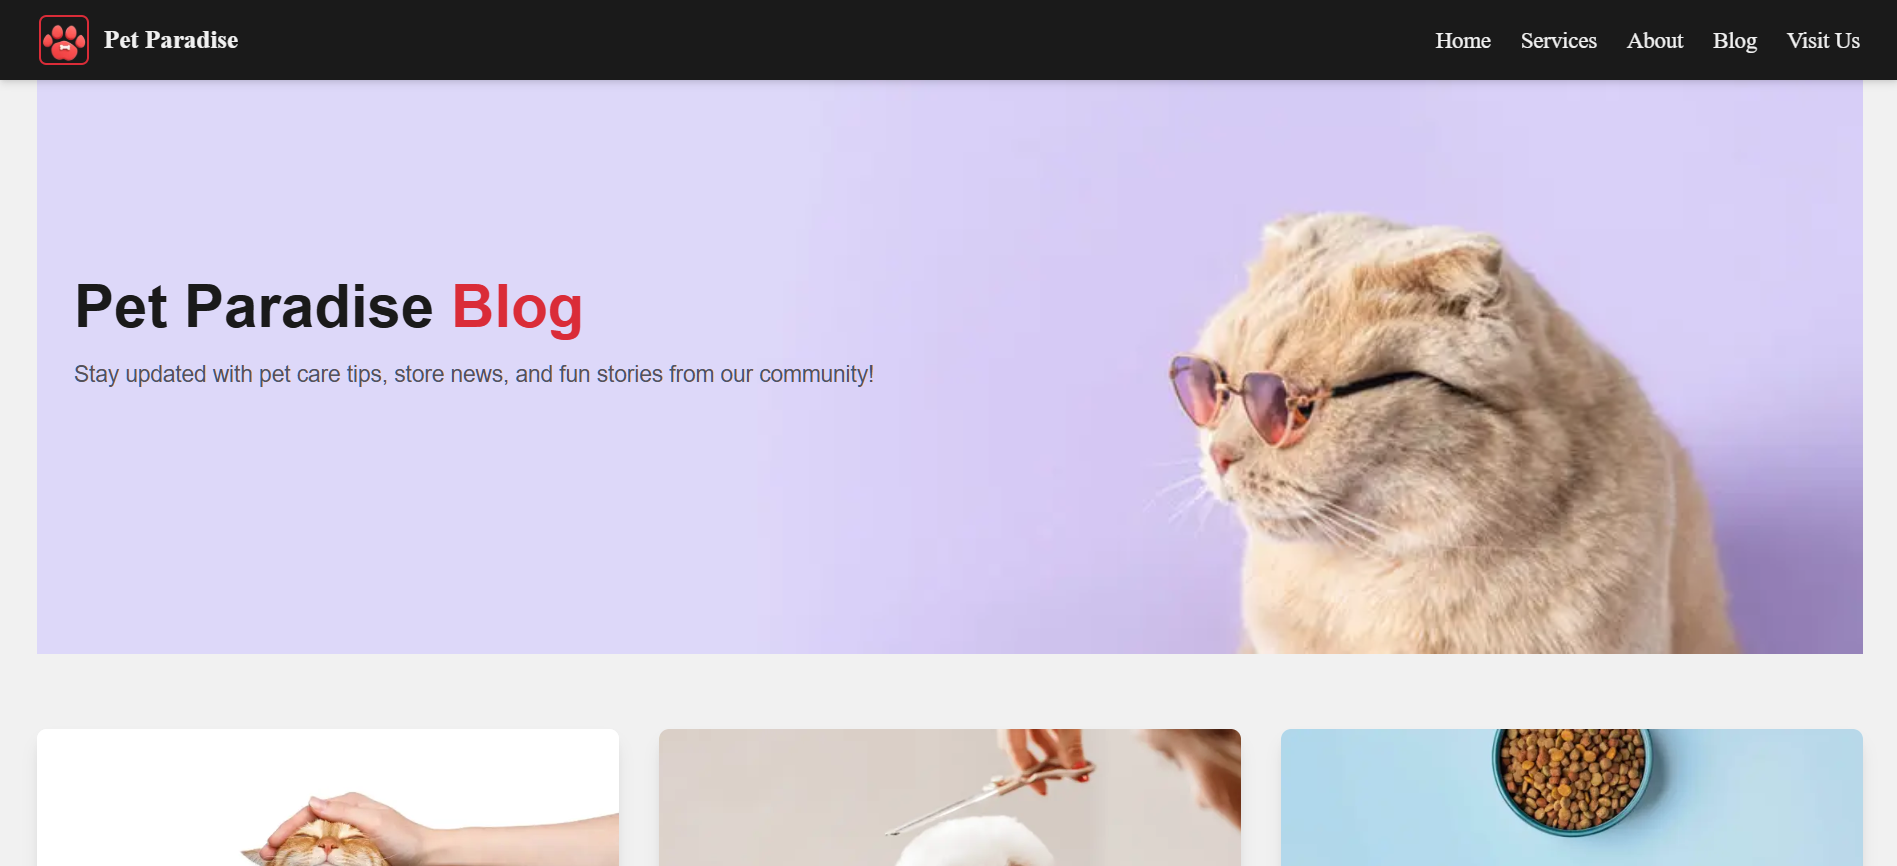 Pet Paradise
Home Services About Blog Visit Us
Pet Paradise Blog
Stay updated with pet care tips, store news, and fun stories from our community!